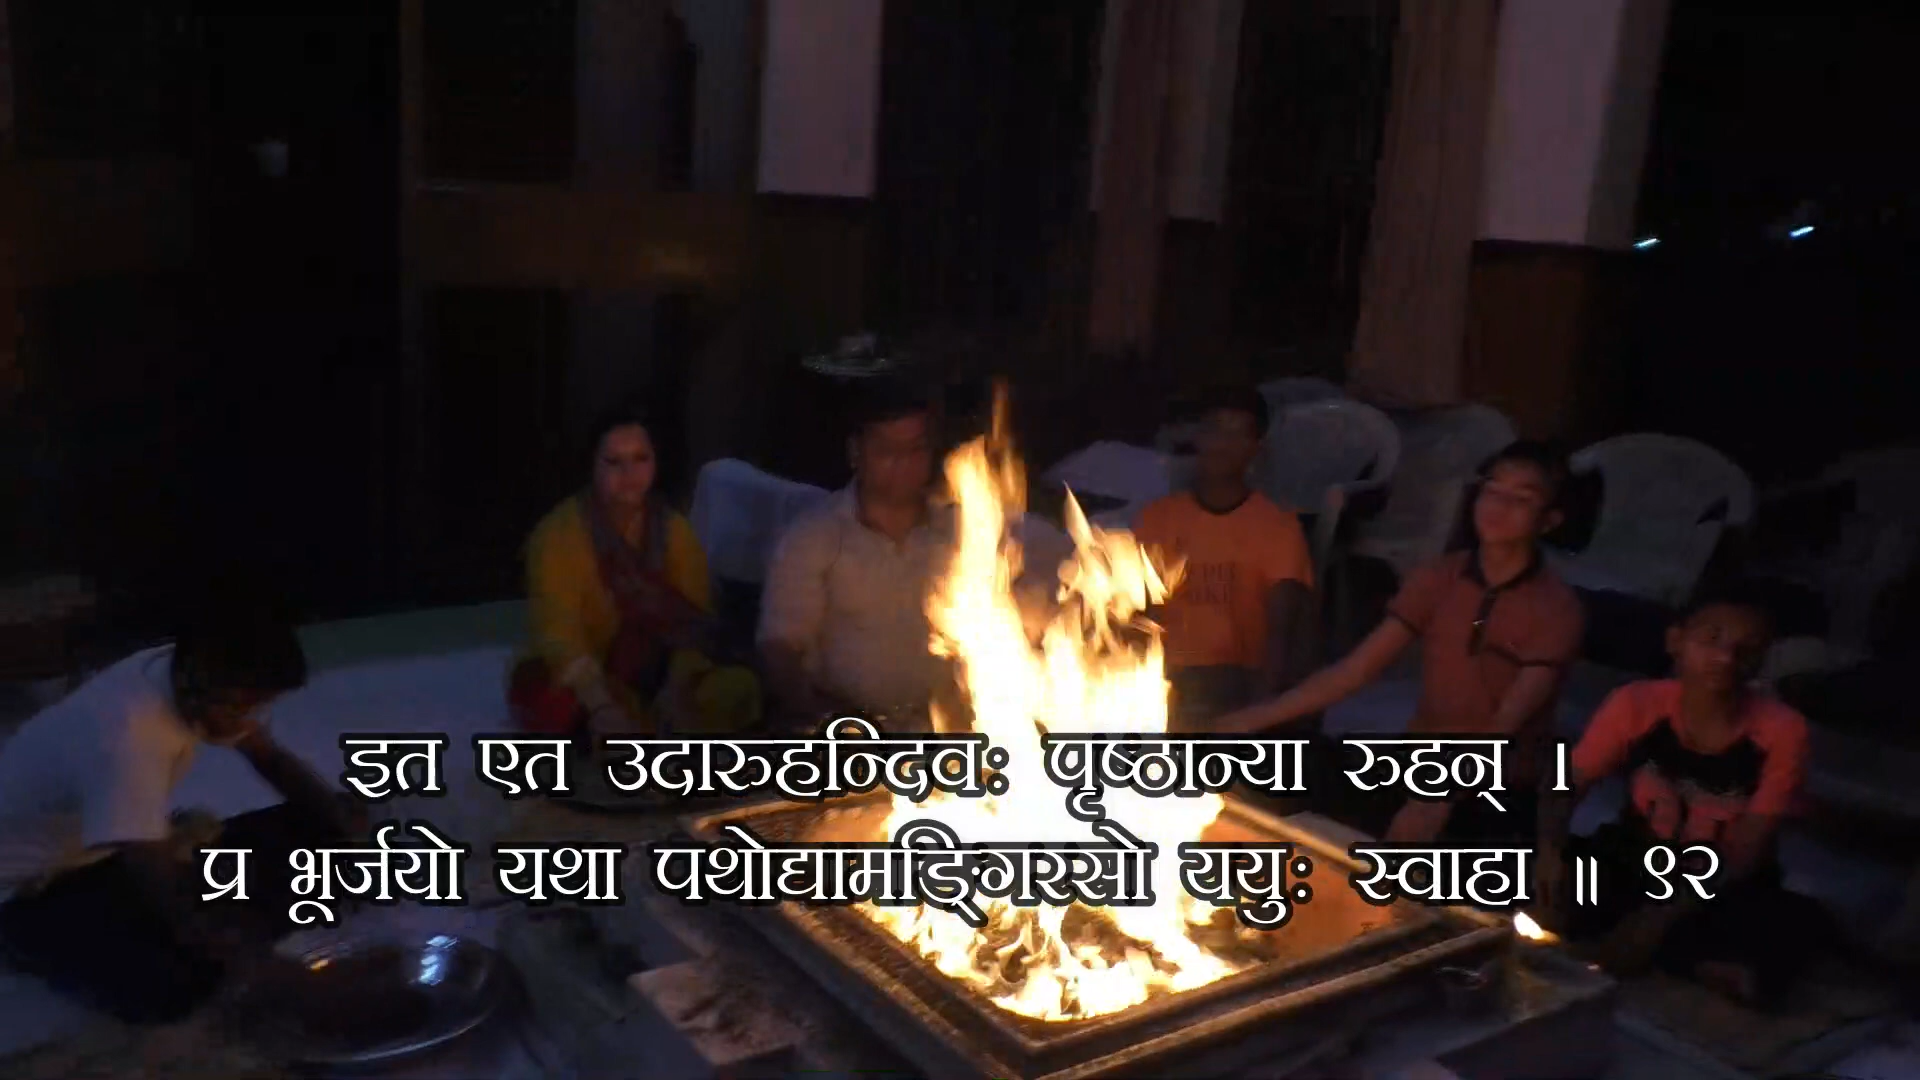 इत एत उदारुहन्दिवः पृष्ठान्या रुहन् ।
प्र भूर्जयो यथा पथोद्यामङ्गिरसो ययुः स्वाहा ॥ ९२